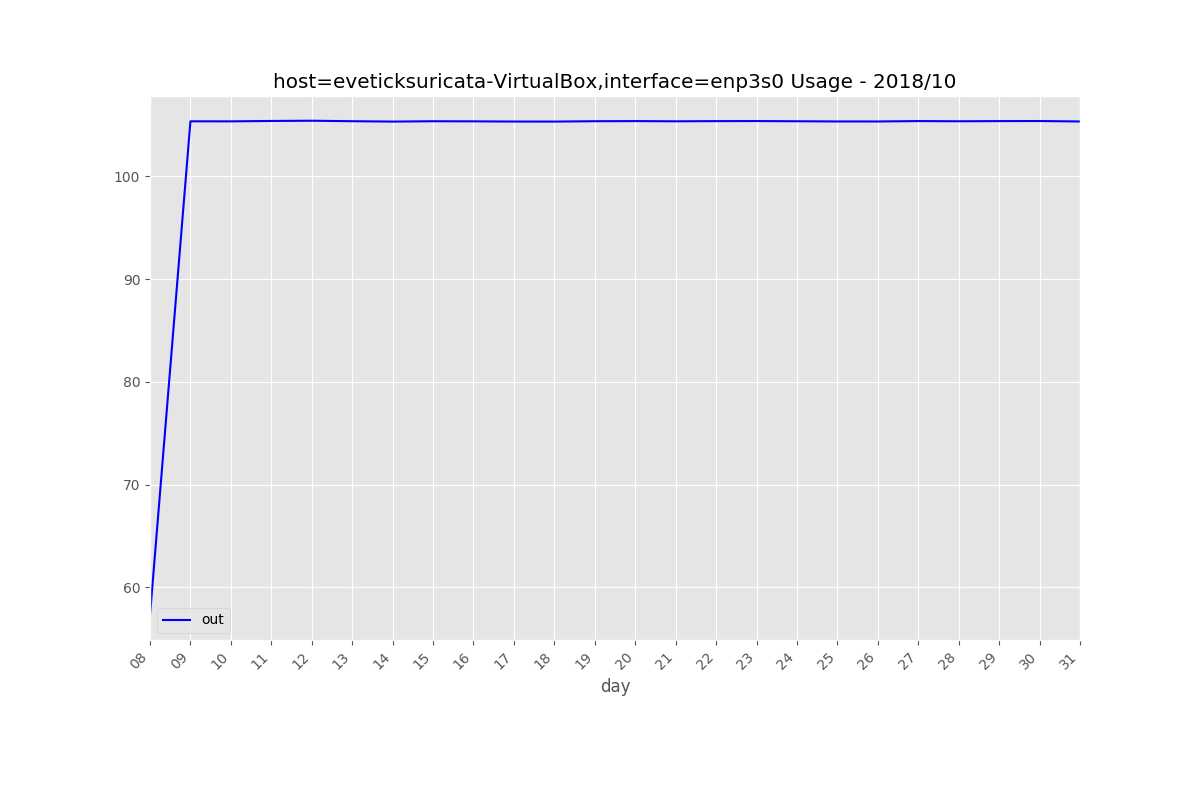 host=eveticksuricata-VirtualBox,interface=enp3s0 Usage - 2018/10
100
90
80
70
60
out
08 09 10 11 12 13 14 15 16 17 18 19 20 21 22 23 24 25 26 27 28 29 30 31
day